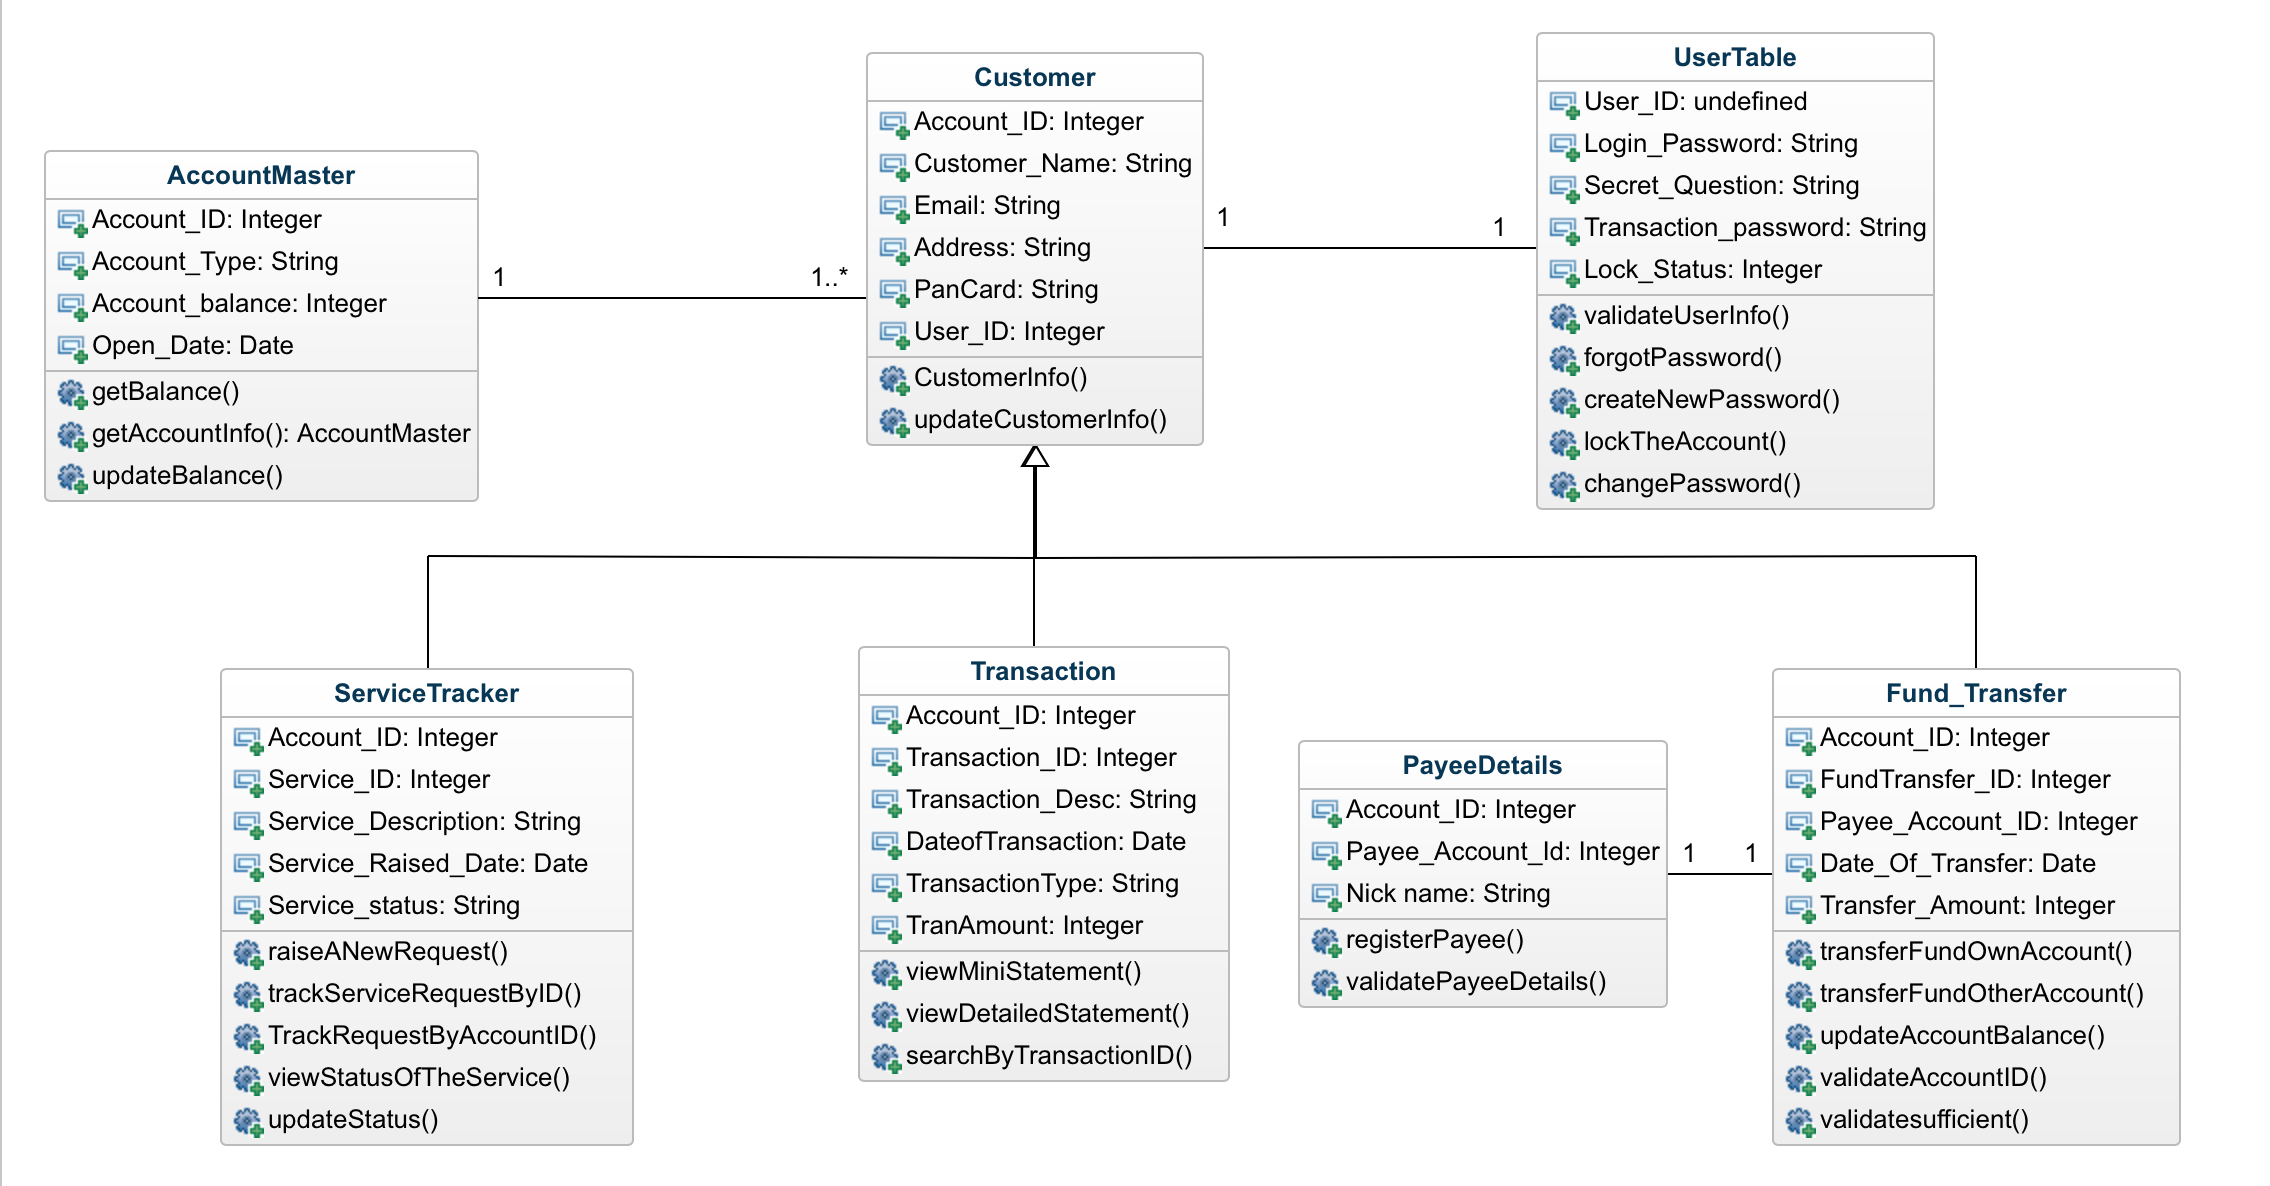 AccountMaster
Account_ID: Integer
Account_Type: String
Account_balance: Integer
Open_Date: Date
getBalance()
getAccountInfo(): AccountMaster
updateBalance()
1
1..*
Customer
Account_ID: Integer
Customer_Name: String
Email: String
Address: String
PanCard: String
User_ID: Integer
CustomerInfo()
updateCustomerInfo()
1
1
UserTable
User_ID: undefined
Login_Password: String
Secret_Question: String
Transaction_password: String
Lock_Status: Integer
validateUserInfo()
forgotPassword()
createNewPassword()
lockTheAccount()
changePassword()
ServiceTracker
Account_ID: Integer
Service_ID: Integer
Service_Description: String
Service_Raised_Date: Date
Service_status: String
raiseANewRequest()
trackServiceRequestByID()
TrackRequestByAccountID()
viewStatusOfTheService()
updateStatus()
Transaction
Account_ID: Integer
Transaction_ID: Integer
Transaction_Desc: String
DateofTransaction: Date
TransactionType: String
TranAmount: Integer
viewMiniStatement()
viewDetailedStatement()
searchByTransactionID()
PayeeDetails
Account_ID: Integer
Payee_Account_Id: Integer
Nick name: String
registerPayee()
validatePayeeDetails()
1
1
Fund_Transfer
Account_ID: Integer
FundTransfer_ID: Integer
Payee_Account_ID: Integer
Date_Of_Transfer: Date
Transfer_Amount: Integer
transferFundOwnAccount()
transferFundOtherAccount()
updateAccountBalance()
validateAccountID()
validatesufficient()